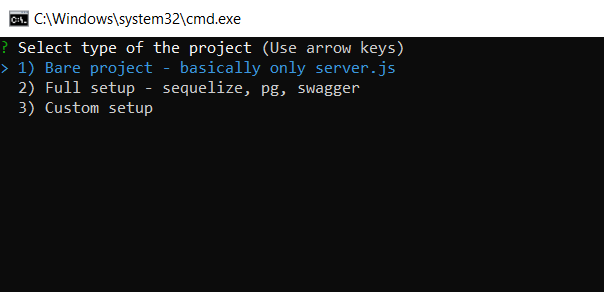 C:\Windows\system32\cmd.exe
? Select type of the project (Use arrow keys)
> 1) Bare project - basically only server.js
2) Full setup - sequelize, pg, swagger
3) Custom setup